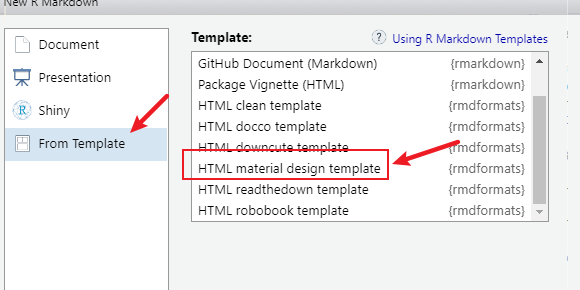 New R Markdown
Document
Presentation
Shiny
From Template
Template:
? Using R Markdown Templates
GitHub Document (Markdown) {rmarkdown}
Package Vignette (HTML) {rmarkdown}
HTML clean template {rmdformats}
HTML docco template {rmdformats}
HTML downcute template {rmdformats}
HTML material design template {rmdformats}
HTML readthedown template {rmdformats}
HTML robobook template {rmdformats}